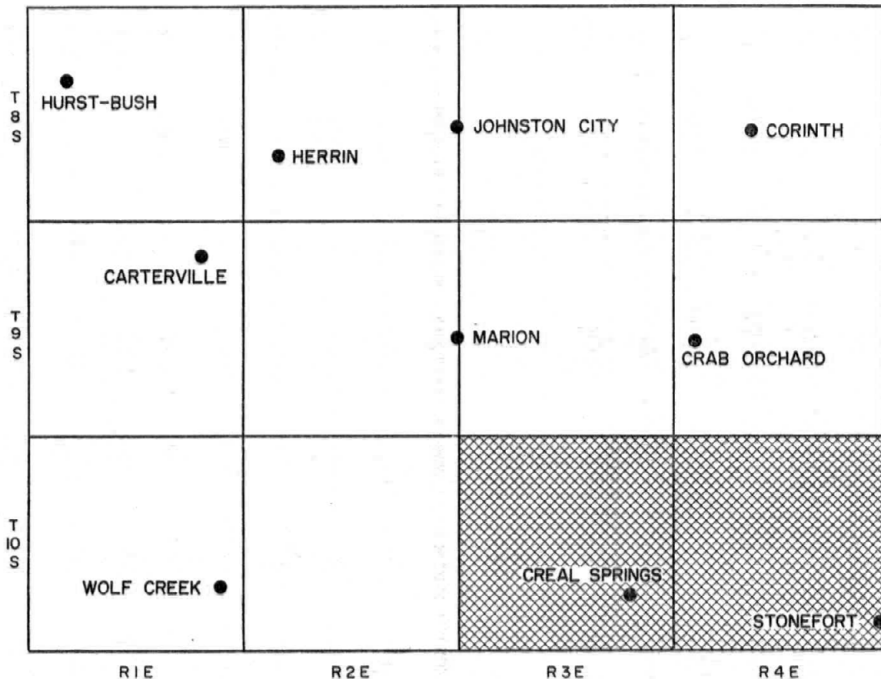 T
8
S
HURST-BUSH
HERRIN
JOHNSTON CITY
CORINTH
T
9
S
CARTERVILLE
MARION
CRAB ORCHARD
T
10
S
WOLF CREEK
CREAL SPRINGS
STONEFORT
R1E
R2E
R3E
R4E